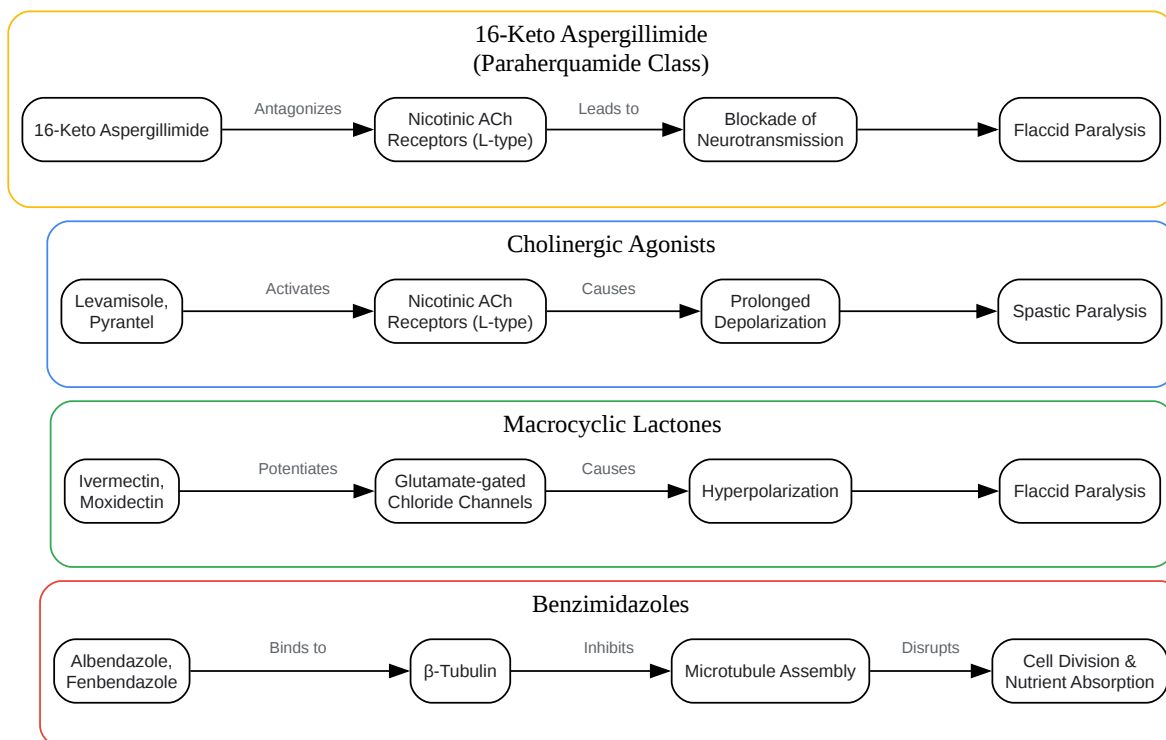 16-Keto Aspergillimide
(Paraherquamide Class)
Antagonizes
Leads to
16-Keto Aspergillimide
Nicotinic ACh
Receptors (L-type)
Blockade of
Neurotransmission
Flaccid Paralysis
Cholinergic Agonists
Activates
Causes
Levamisole,
Pyrantel
Nicotinic ACh
Receptors (L-type)
Prolonged
Depolarization
Spastic Paralysis
Macrocyclic Lactones
Potentiates
Causes
Ivermectin,
Moxidectin
Glutamate-gated
Chloride Channels
Hyperpolarization
Flaccid Paralysis
Benzimidazoles
Binds to
Inhibits
Disrupts
Albendazole,
Fenbendazole
β-Tubulin
Microtubule Assembly
Cell Division &
Nutrient Absorption